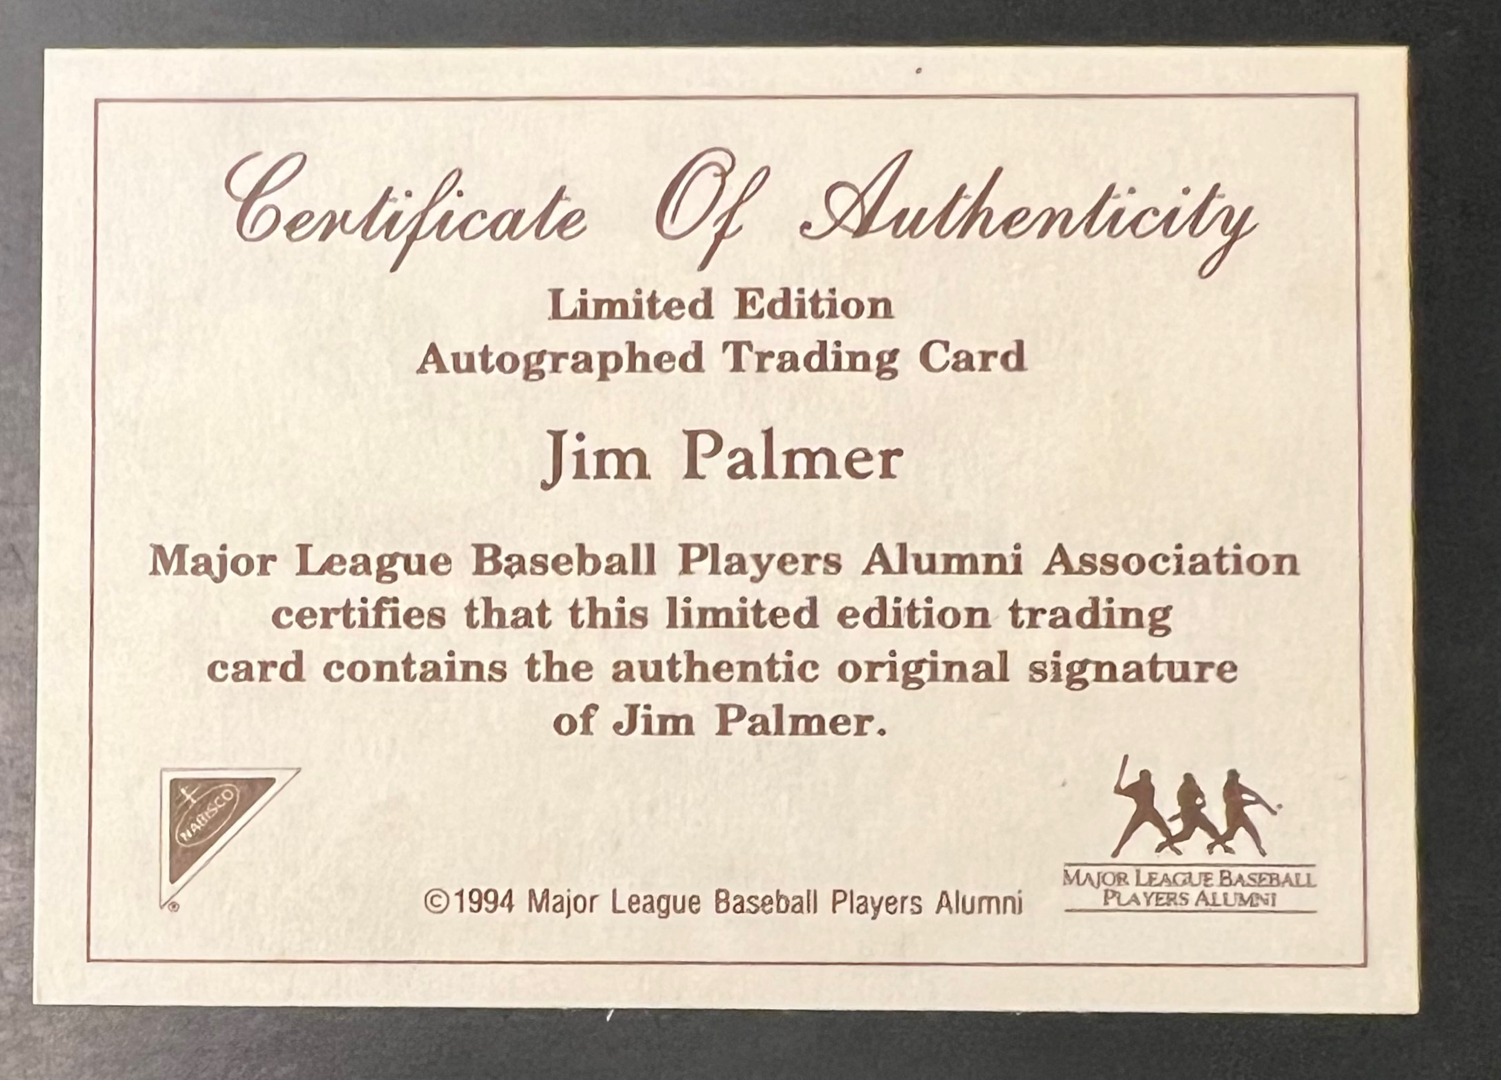 Certificate Of Authenticity
Limited Edition
Autographed Trading Card
Jim Palmer
Major League Baseball Players Alumni Association
certifies that this limited edition trading
card contains the authentic original signature
of Jim Palmer.
NABISCO
®
©1994 Major League Baseball Players Alumni
MAJOR LEAGUE BASEBALL
PLAYERS ALUMNI